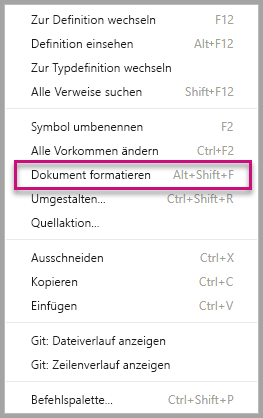 Zur Definition wechseln F12
Definition einsehen Alt+F12
Zur Typdefinition wechseln
Alle Verweise suchen Shift+F12
Symbol umbenennen F2
Alle Vorkommen ändern Ctrl+F2
Dokument formatieren Alt+Shift+F
Umgestalten... Ctrl+Shift+R
Quellaktion...
Ausschneiden Ctrl+X
Kopieren Ctrl+C
Einfügen Ctrl+V
Git: Dateiverlauf anzeigen
Git: Zeilenverlauf anzeigen
Befehlspalette... Ctrl+Shift+P